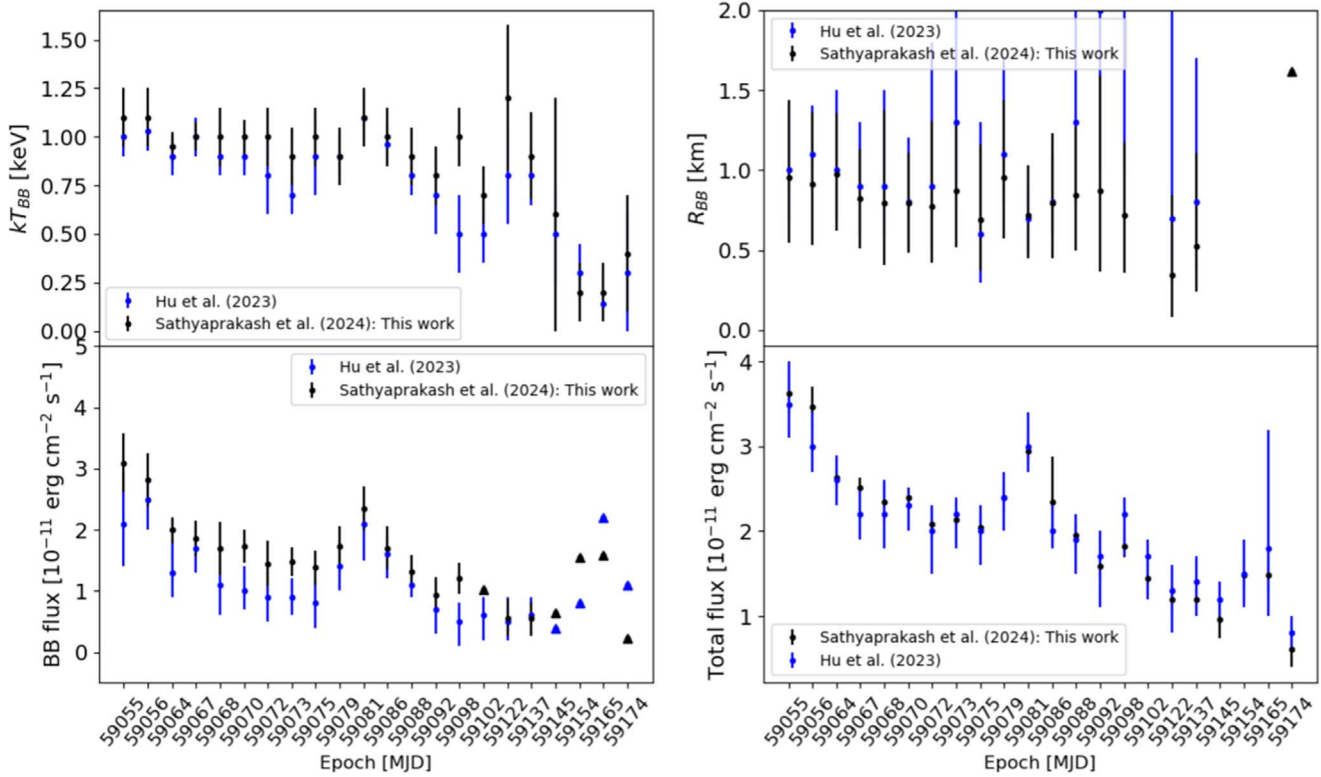 1.50
1.25
1.00
0.75
0.50
0.25
0.00
kT_BB [keV]
Hu et al. (2023)
Sathyaprakash et al. (2024): This work
2.0
1.5
1.0
0.5
0.0
R_BB [km]
Hu et al. (2023)
Sathyaprakash et al. (2024): This work
5
4
3
2
1
0
BB flux [10⁻¹¹ erg cm⁻² s⁻¹]
Hu et al. (2023)
Sathyaprakash et al. (2024): This work
59055 59056 59064 59067 59068 59070 59072 59073 59075 59079 59081 59086 59088 59092 59098 59102 59122 59137 59145 59154 59165 59174
Epoch [MJD]
4
3
2
1
Total flux [10⁻¹¹ erg cm⁻² s⁻¹]
Sathyaprakash et al. (2024): This work
Hu et al. (2023)
59055 59056 59064 59067 59068 59070 59072 59073 59075 59079 59081 59086 59088 59092 59098 59102 59122 59137 59145 59154 59165 59174
Epoch [MJD]